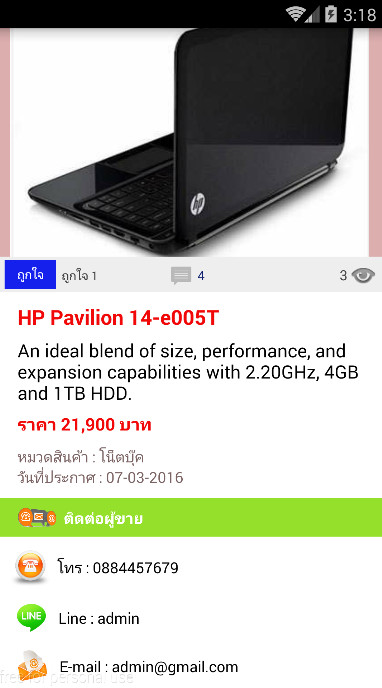 3:18
hp
ถูกใจ ถูกใจ 1 4 3
HP Pavilion 14-e005T
An ideal blend of size, performance, and
expansion capabilities with 2.20GHz, 4GB
and 1TB HDD.
ราคา 21,900 บาท
หมวดสินค้า : โน็ตบุ๊ค
วันที่ประกาศ : 07-03-2016
ติดต่อผู้ขาย
โทร : 0884457679
LINE Line : admin
E-mail : admin@gmail.com
free for personal use